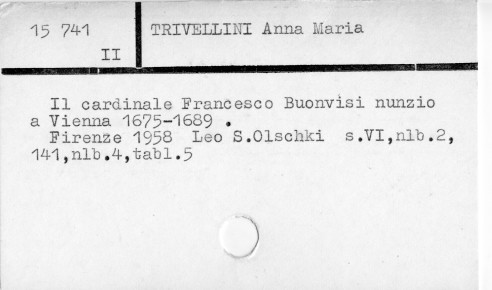 15 741
II
TRIVELLINI Anna Maria
Il cardinale Francesco Buonvisi nunzio
a Vienna 1675-1689 .
Firenze 1958 Leo S.Olschki s.VI,nlb.2,
141,nlb.4,tabl.5